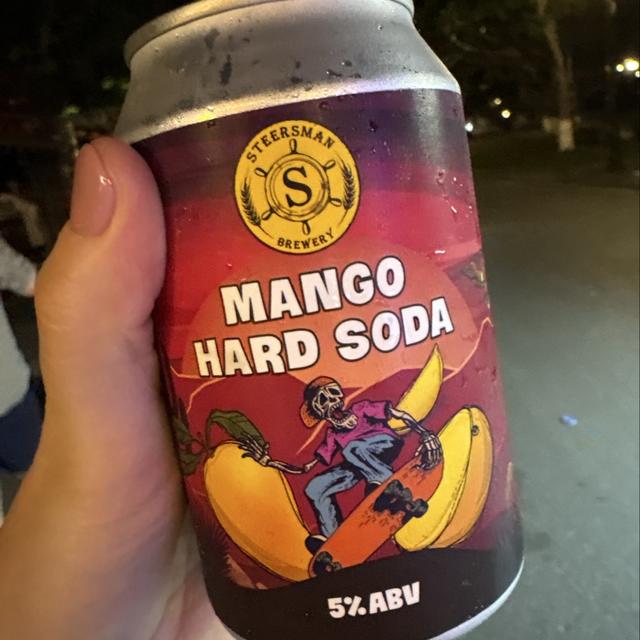 STEERSMAN
S
BREWERY
MANGO
HARD SODA
5% ABV